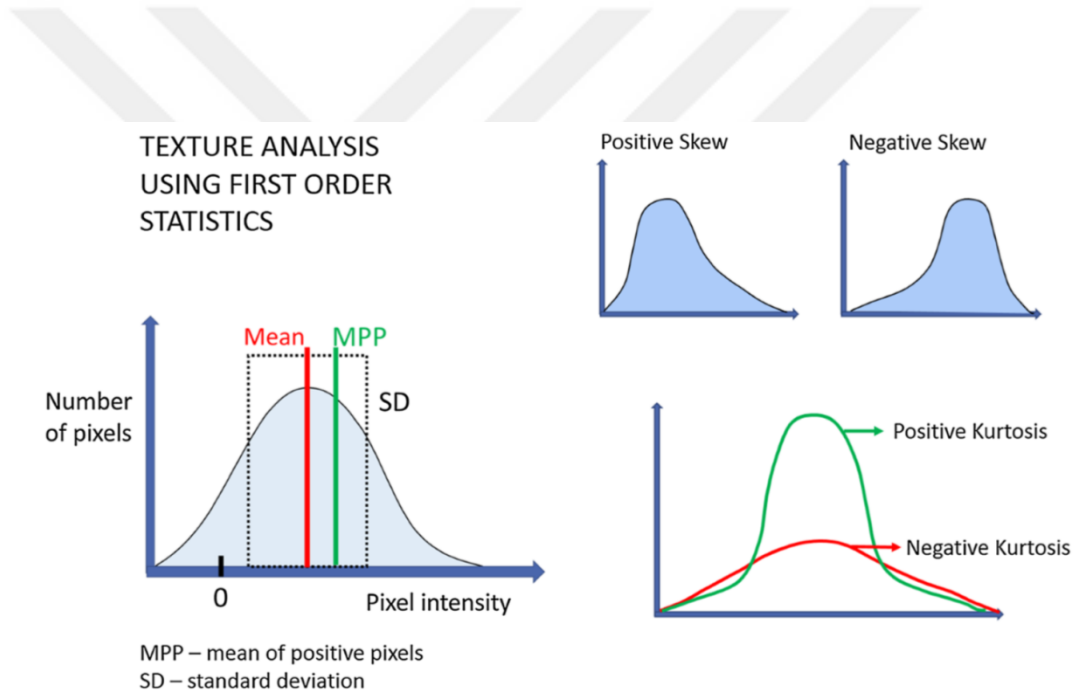 TEXTURE ANALYSIS
USING FIRST ORDER
STATISTICS
Mean
MPP
SD
Number
of pixels
0
Pixel intensity
MPP – mean of positive pixels
SD – standard deviation
Positive Skew
Negative Skew
Positive Kurtosis
Negative Kurtosis